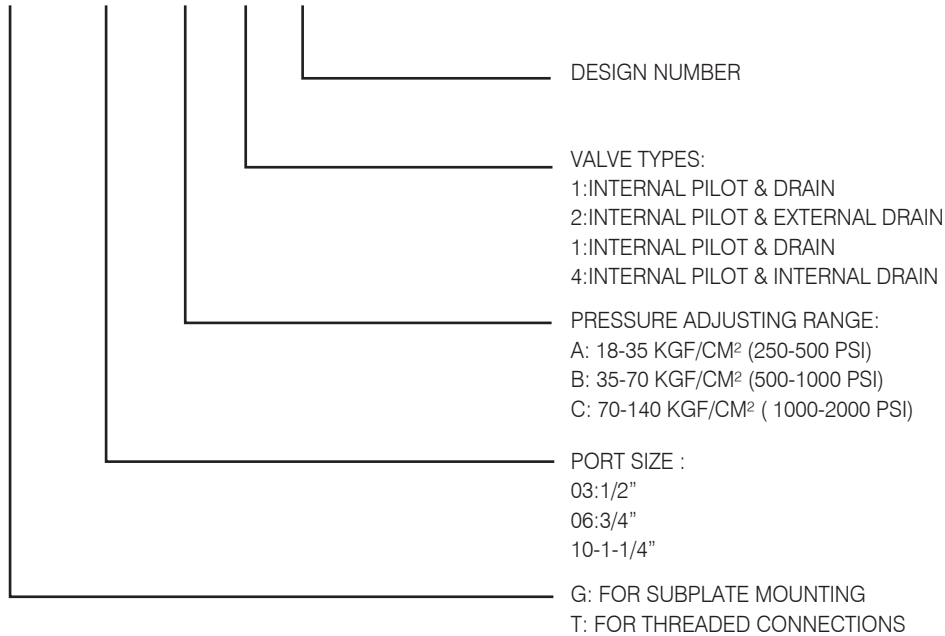 DESIGN NUMBER
VALVE TYPES:
1:INTERNAL PILOT & DRAIN
2:INTERNAL PILOT & EXTERNAL DRAIN
1:INTERNAL PILOT & DRAIN
4:INTERNAL PILOT & INTERNAL DRAIN
PRESSURE ADJUSTING RANGE:
A: 18-35 KGF/CM² (250-500 PSI)
B: 35-70 KGF/CM² (500-1000 PSI)
C: 70-140 KGF/CM² ( 1000-2000 PSI)
PORT SIZE :
03:1/2”
06:3/4”
10-1-1/4”
G: FOR SUBPLATE MOUNTING
T: FOR THREADED CONNECTIONS